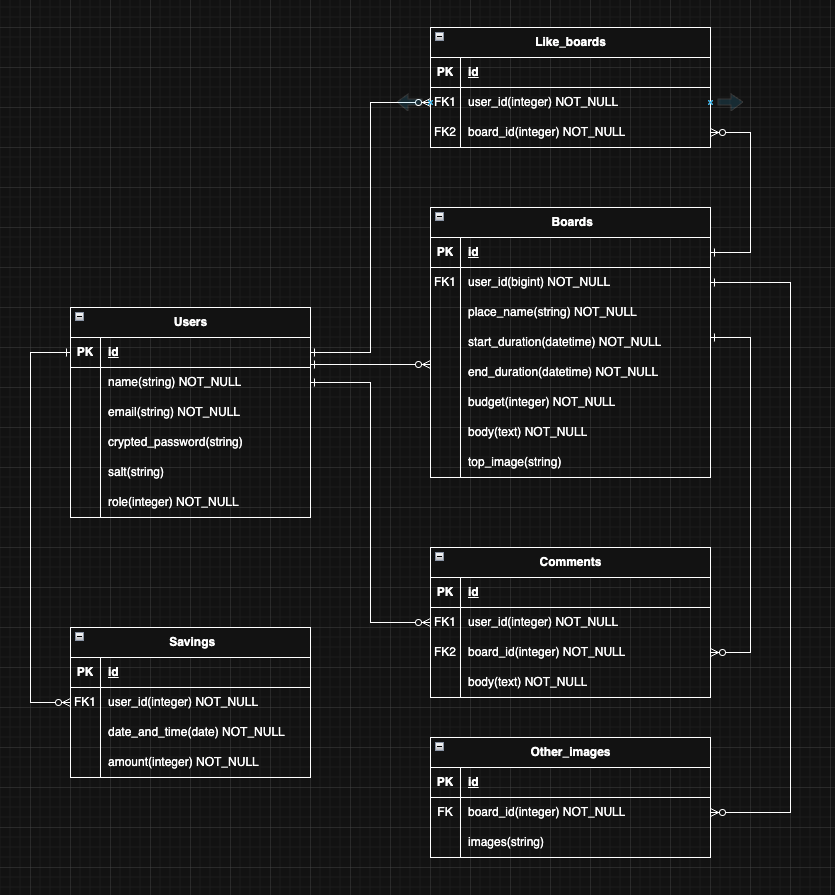 Like_boards
PK id
FK1 user_id(integer) NOT_NULL
FK2 board_id(integer) NOT_NULL
Boards
PK id
FK1 user_id(bigint) NOT_NULL
place_name(string) NOT_NULL
start_duration(datetime) NOT_NULL
end_duration(datetime) NOT_NULL
budget(integer) NOT_NULL
body(text) NOT_NULL
top_image(string)
Users
PK id
name(string) NOT_NULL
email(string) NOT_NULL
crypted_password(string)
salt(string)
role(integer) NOT_NULL
Comments
PK id
FK1 user_id(integer) NOT_NULL
FK2 board_id(integer) NOT_NULL
body(text) NOT_NULL
Savings
PK id
FK1 user_id(integer) NOT_NULL
date_and_time(date) NOT_NULL
amount(integer) NOT_NULL
Other_images
PK id
FK board_id(integer) NOT_NULL
images(string)